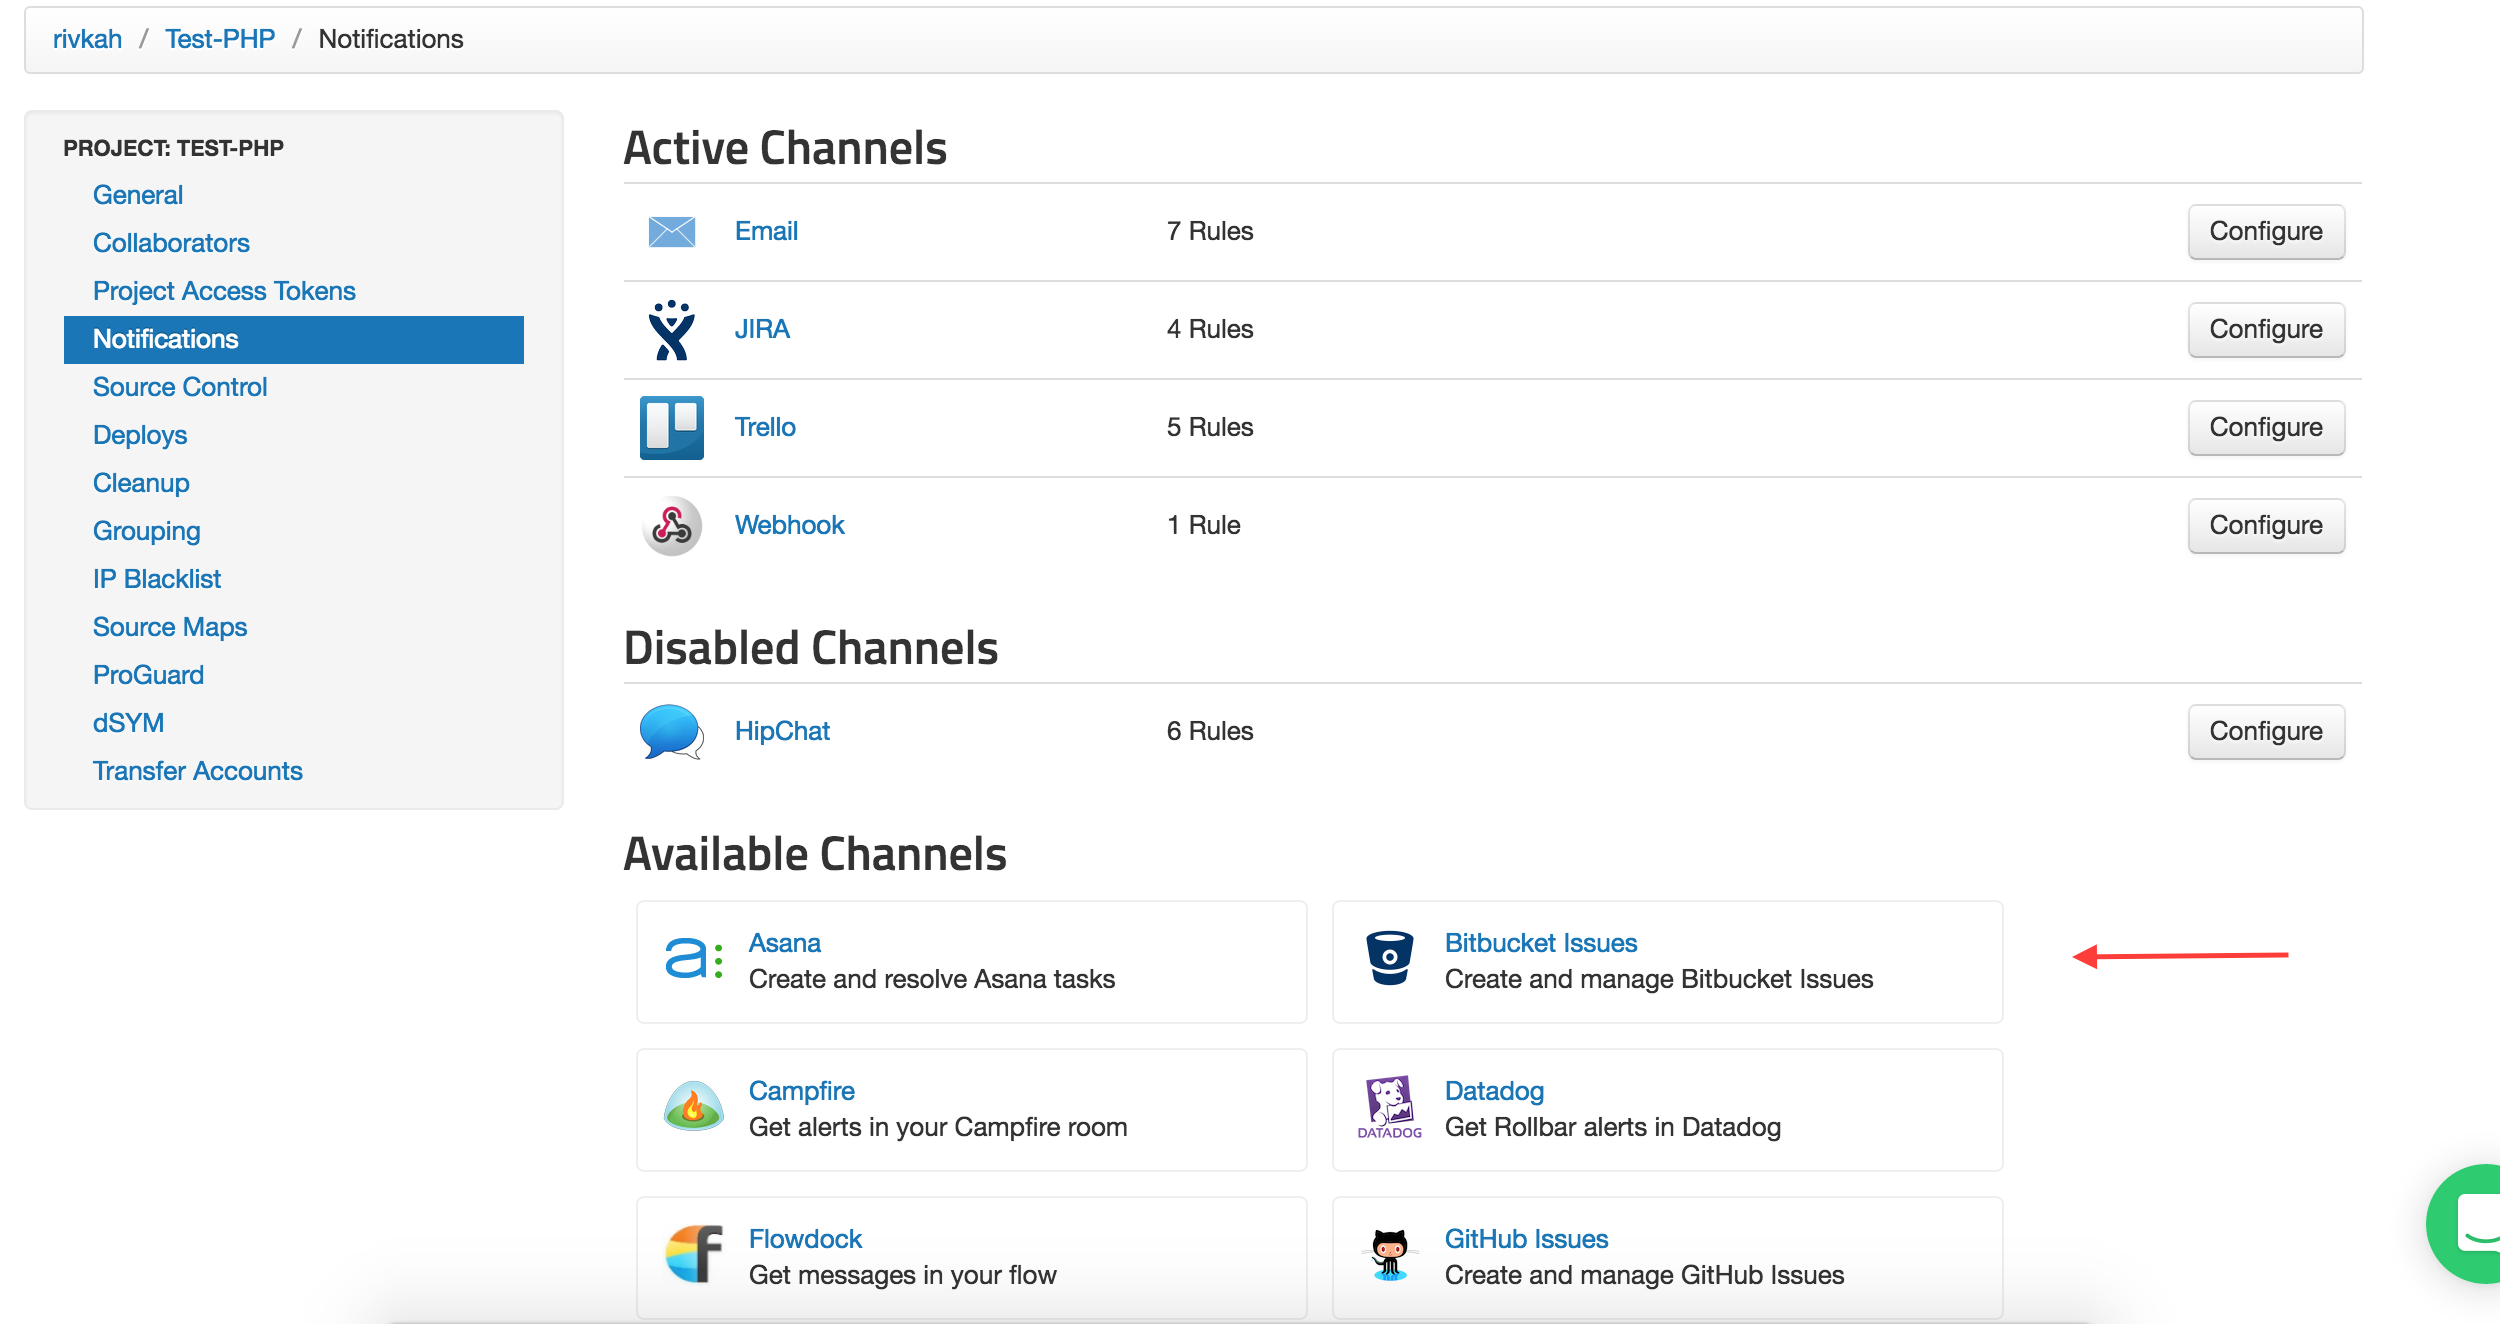 rivkah / Test-PHP / Notifications
PROJECT: TEST-PHP
General
Collaborators
Project Access Tokens
Notifications
Source Control
Deploys
Cleanup
Grouping
IP Blacklist
Source Maps
ProGuard
dSYM
Transfer Accounts
Active Channels
Email 7 Rules Configure
JIRA 4 Rules Configure
Trello 5 Rules Configure
Webhook 1 Rule Configure
Disabled Channels
HipChat 6 Rules Configure
Available Channels
Asana
Create and resolve Asana tasks
Bitbucket Issues
Create and manage Bitbucket Issues
Campfire
Get alerts in your Campfire room
DATADOG
Datadog
Get Rollbar alerts in Datadog
Flowdock
Get messages in your flow
GitHub Issues
Create and manage GitHub Issues